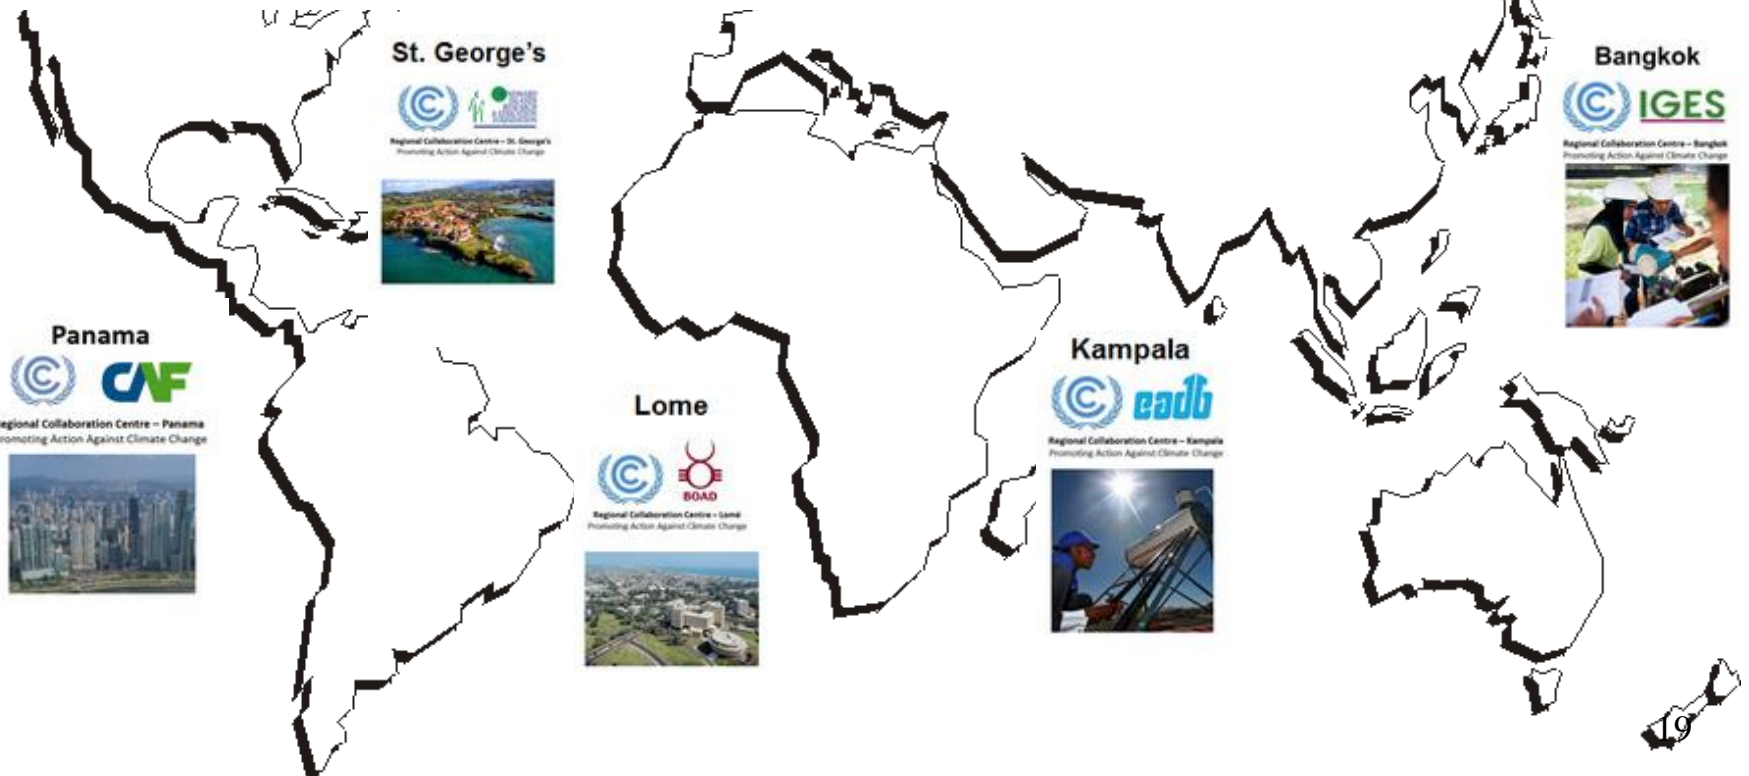 St. George's
Regional Collaboration Centre – St. George's
Promoting Action Against Climate Change
Bangkok
IGES
Regional Collaboration Centre – Bangkok
Promoting Action Against Climate Change
Panama
CAF
egional Collaboration Centre – Panama
romoting Action Against Climate Change
Lome
BOAD
Regional Collaboration Centre – Lomé
Promoting Action Against Climate Change
Kampala
eadb
Regional Collaboration Centre – Kampala
Promoting Action Against Climate Change
19